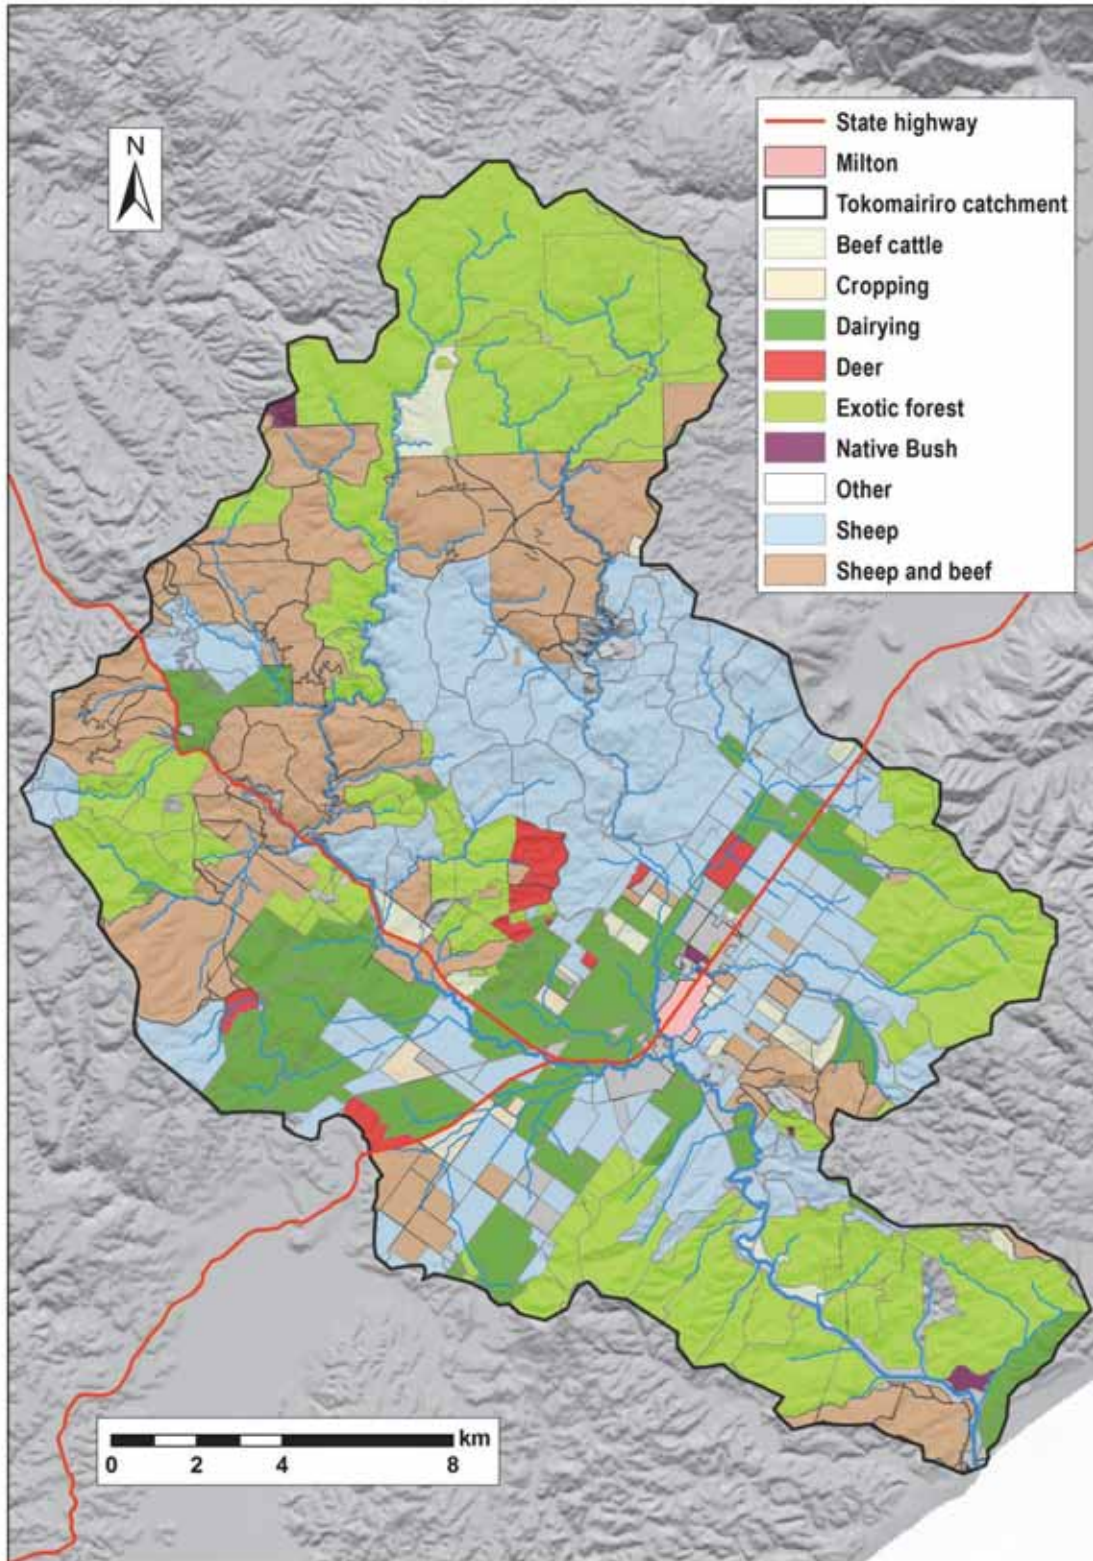 N
State highway
Milton
Tokomairiro catchment
Beef cattle
Cropping
Dairying
Deer
Exotic forest
Native Bush
Other
Sheep
Sheep and beef
km
0 2 4 8